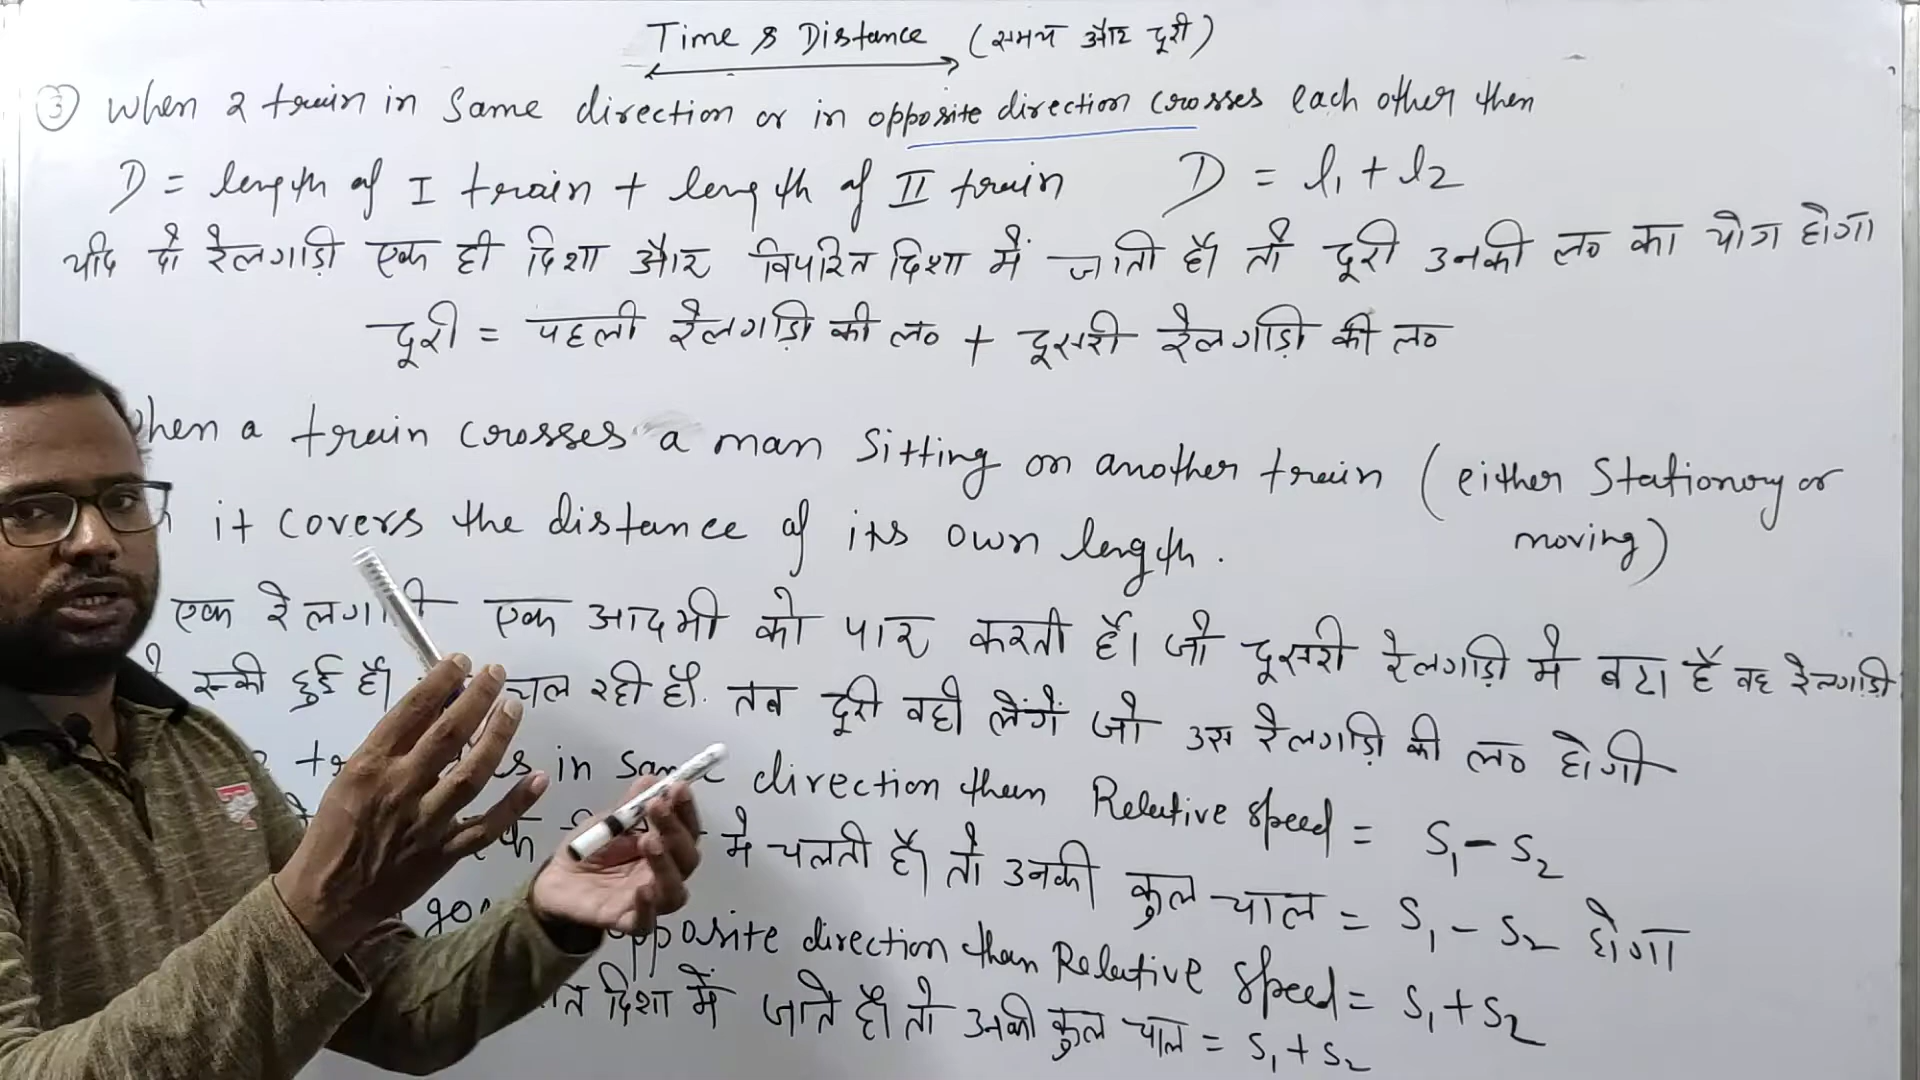 Time & Distance (समय और दूरी)
③ When 2 train in Same direction or in opposite direction crosses each other then
D = length of I train + length of II train D = l1 + l2
यदि दो रेलगाड़ी एक ही दिशा और विपरित दिशा में जाती है। तो दूरी उनकी ल० का योग होगा
दूरी = पहली रेलगाड़ी की ल० + दूसरी रेलगाड़ी की ल०
hen a train crosses a man Sitting on another train (either Stationory or moving)
it covers the distance of its own length.
एक रेलगा एक आदमी को पार करती है। जो दूसरी रेलगाड़ी मे बैठा है वह रेलगाड़ी
रूकी हुई है। चल रही हो. तब दूरी वही लेंगें जो उस रेलगाड़ी की ल० होगी
in same direction then Relative Speed = S1 - S2
मे चलती है। तो उनकी कुल चाल = S1 - S2 होगा
opposite direction then Relative Speed = S1 + S2
दिशा में जाते है। तो उनकी कुल चाल = S1 + S2